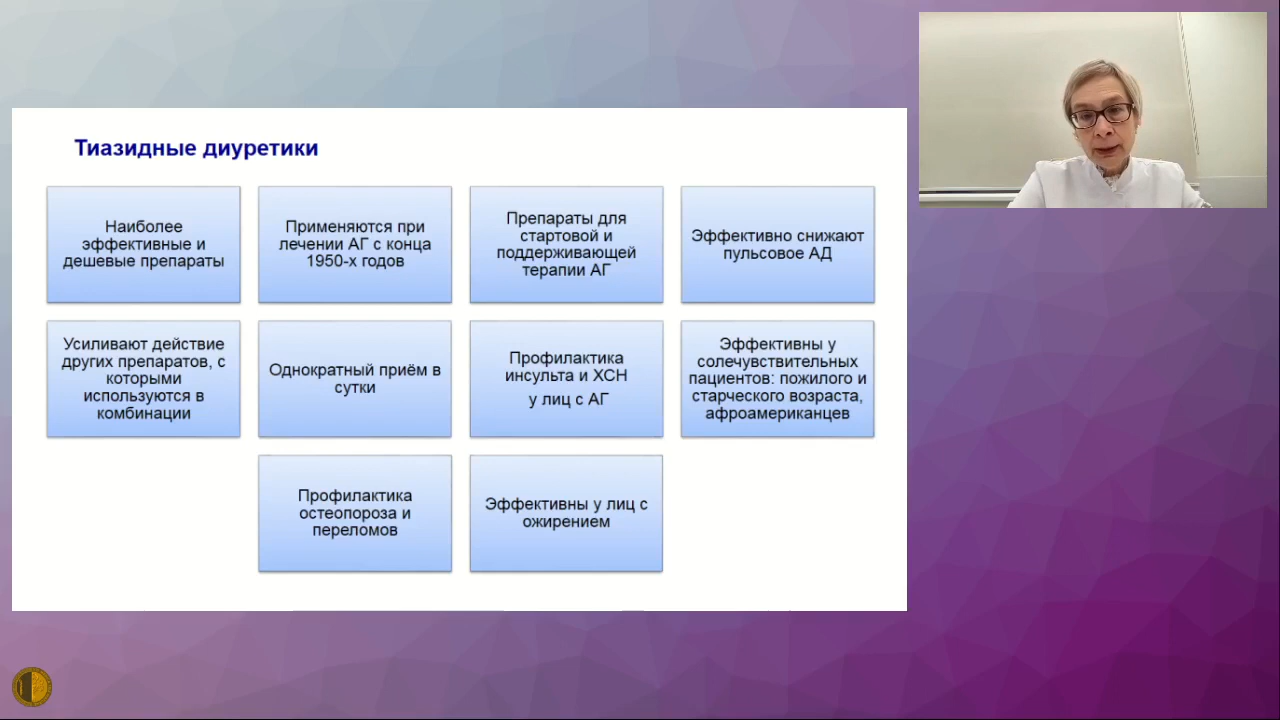 Тиазидные диуретики
Наиболее
эффективные и
дешевые препараты
Применяются при
лечении АГ с конца
1950-х годов
Препараты для
стартовой и
поддерживающей
терапии АГ
Эффективно снижают
пульсовое АД
Усиливают действие
других препаратов, с
которыми
используются в
комбинации
Однократный приём в
сутки
Профилактика
инсульта и ХСН
у лиц с АГ
Эффективны у
солечувствительных
пациентов: пожилого и
старческого возраста,
афроамериканцев
Профилактика
остеопороза и
переломов
Эффективны у лиц с
ожирением